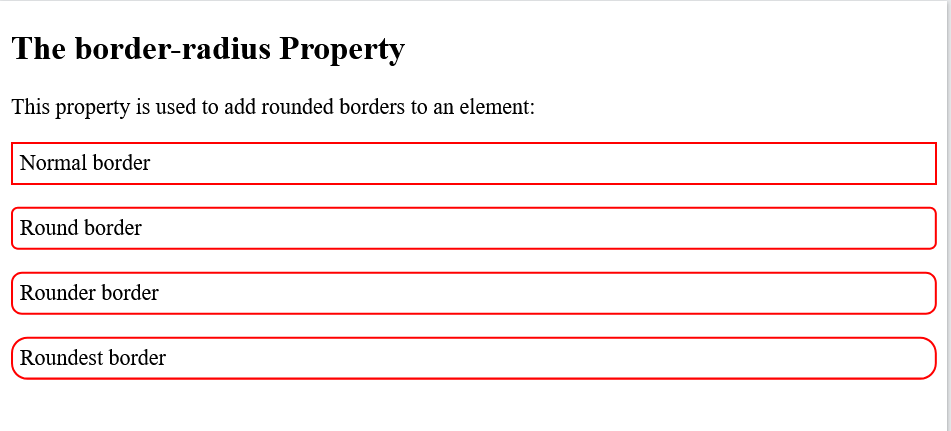 The border-radius Property
This property is used to add rounded borders to an element:
Normal border
Round border
Rounder border
Roundest border